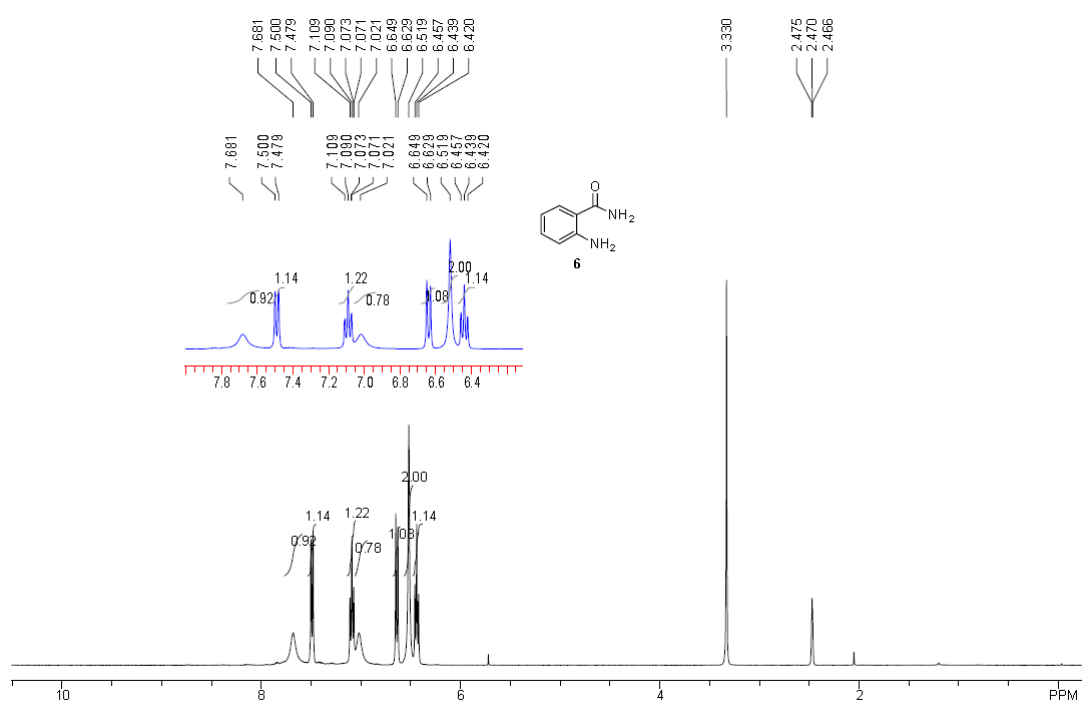 7.681 7.500 7.479 7.109 7.090 7.073 7.071 7.021 6.649 6.629 6.519 6.457 6.439 6.420 3.330 2.475 2.470 2.466
7.681 7.500 7.479 7.109 7.090 7.073 7.071 7.021 6.649 6.629 6.519 6.457 6.439 6.420
O
NH2
NH2
6
0.92 1.14 1.22 0.78 1.08 2.00 1.14
7.8 7.6 7.4 7.2 7.0 6.8 6.6 6.4
0.92 1.14 1.22 0.78 1.08 2.00 1.14
10 8 6 4 2 PPM